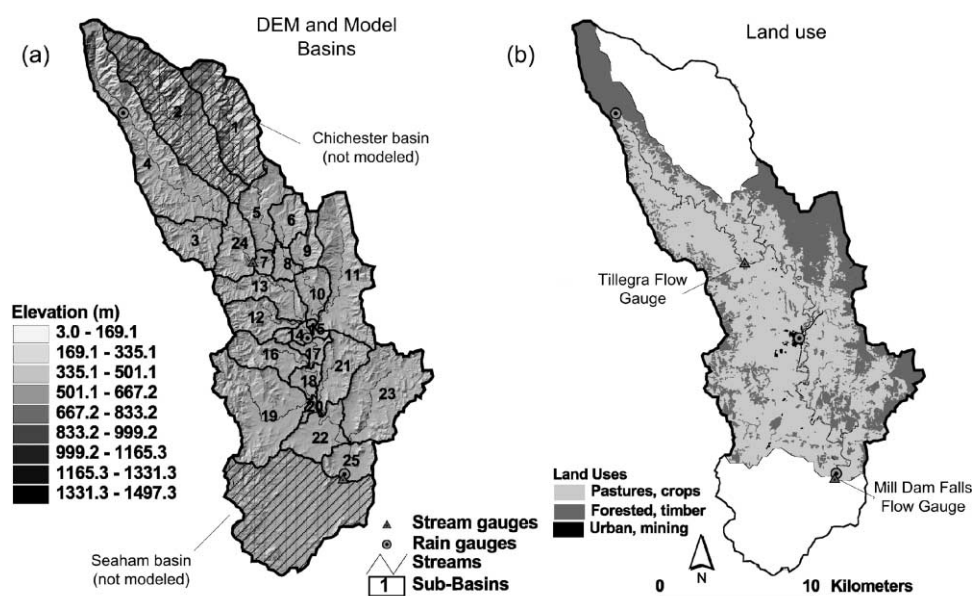 (a)
DEM and Model
Basins
2
1
Chichester basin
(not modeled)
4
5
6
3
24
7
8
9
11
13
10
12
15
14
16
17
21
18
20
23
19
22
25
Elevation (m)
3.0 - 169.1
169.1 - 335.1
335.1 - 501.1
501.1 - 667.2
667.2 - 833.2
833.2 - 999.2
999.2 - 1165.3
1165.3 - 1331.3
1331.3 - 1497.3
Seaham basin
(not modeled)
Stream gauges
Rain gauges
Streams
1 Sub-Basins
(b)
Land use
Tillegra Flow
Gauge
Land Uses
Pastures, crops
Forested, timber
Urban, mining
Mill Dam Falls
Flow Gauge
N
0 10 Kilometers